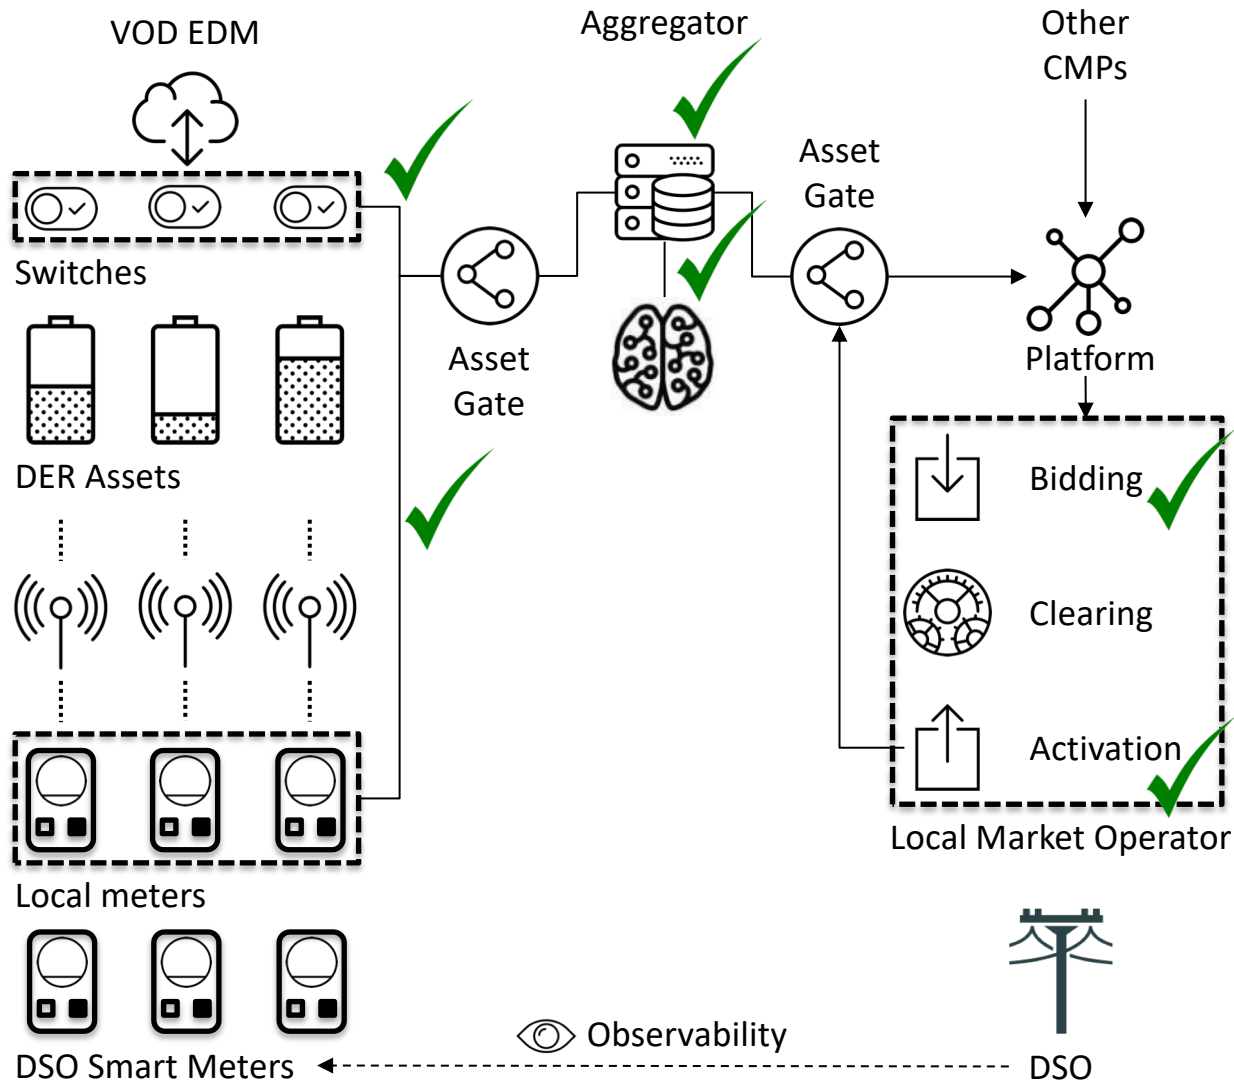 VOD EDM
Aggregator
Other
CMPs
Asset
Gate
Switches
Asset
Gate
Platform
DER Assets
Bidding
Clearing
Activation
Local Market Operator
Local meters
Observability
DSO Smart Meters
DSO